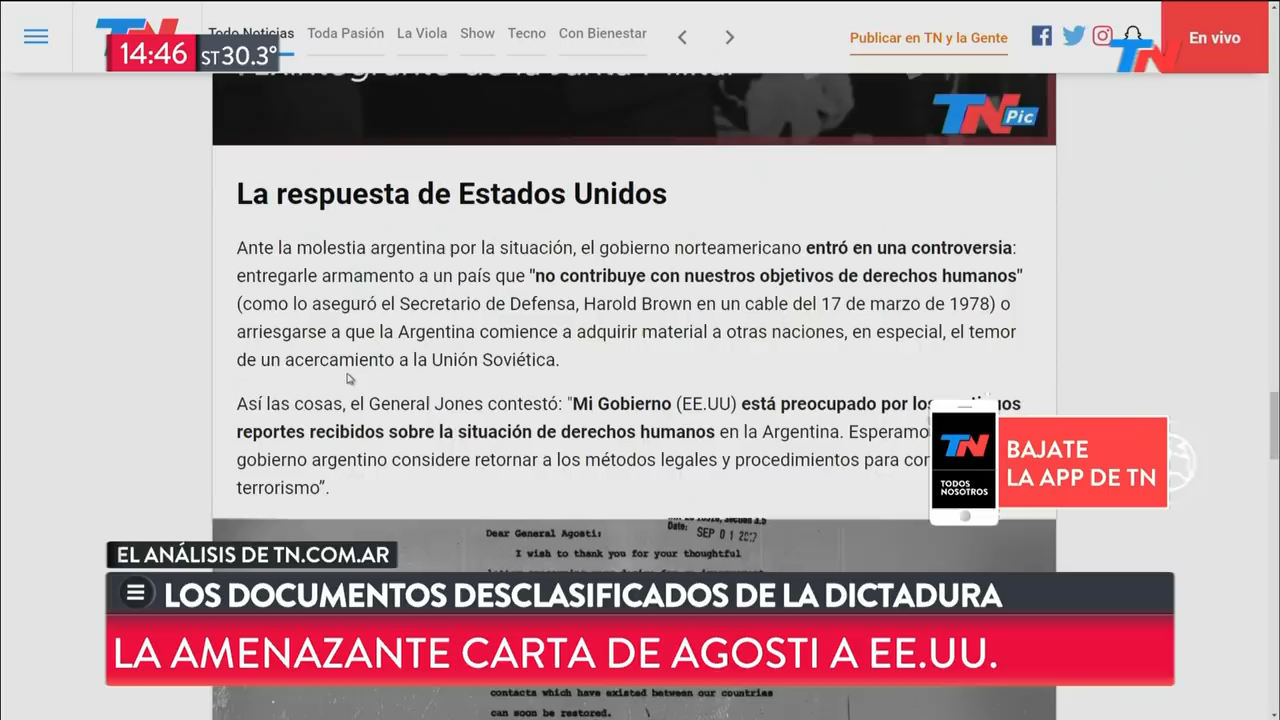 Todo Noticias
Toda Pasión
La Viola
Show
Tecno
Con Bienestar
Publicar en TN y la Gente
En vivo
TN
14:46
ST 30.3°
TN
TN Pic
La respuesta de Estados Unidos
Ante la molestia argentina por la situación, el gobierno norteamericano entró en una controversia:
entregarle armamento a un país que "no contribuye con nuestros objetivos de derechos humanos"
(como lo aseguró el Secretario de Defensa, Harold Brown en un cable del 17 de marzo de 1978) o
arriesgarse a que la Argentina comience a adquirir material a otras naciones, en especial, el temor
de un acercamiento a la Unión Soviética.
Así las cosas, el General Jones contestó: "Mi Gobierno (EE.UU) está preocupado por los
reportes recibidos sobre la situación de derechos humanos en la Argentina.
gobierno argentino considere retornar a los métodos legales y procedimientos para
terrorismo”.
TN
TODOS
NOSOTROS
BAJATE
LA APP DE TN
Dear General Agosti:
Date: SEP 01 2017
I wish to thank you for your thoughtful
EL ANÁLISIS DE TN.COM.AR
LOS DOCUMENTOS DESCLASIFICADOS DE LA DICTADURA
LA AMENAZANTE CARTA DE AGOSTI A EE.UU.
contacts which have existed between our countries
can soon be restored.